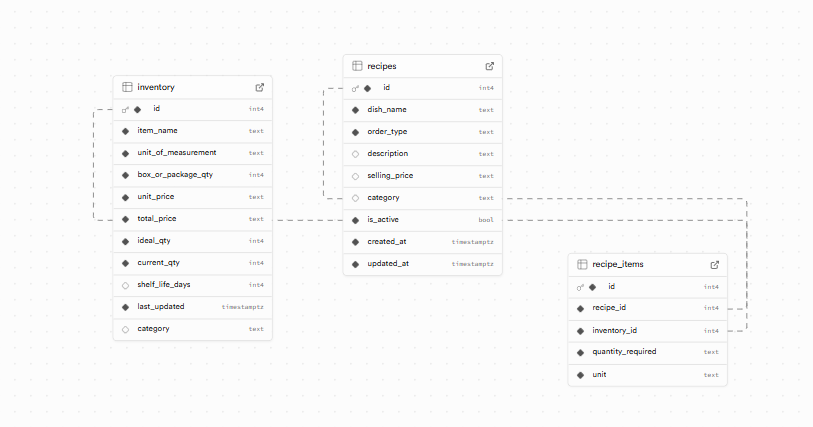 inventory
id int4
item_name text
unit_of_measurement text
box_or_package_qty int4
unit_price text
total_price text
ideal_qty int4
current_qty int4
shelf_life_days int4
last_updated timestamptz
category text
recipes
id int4
dish_name text
order_type text
description text
selling_price text
category text
is_active bool
created_at timestamptz
updated_at timestamptz
recipe_items
id int4
recipe_id int4
inventory_id int4
quantity_required text
unit text